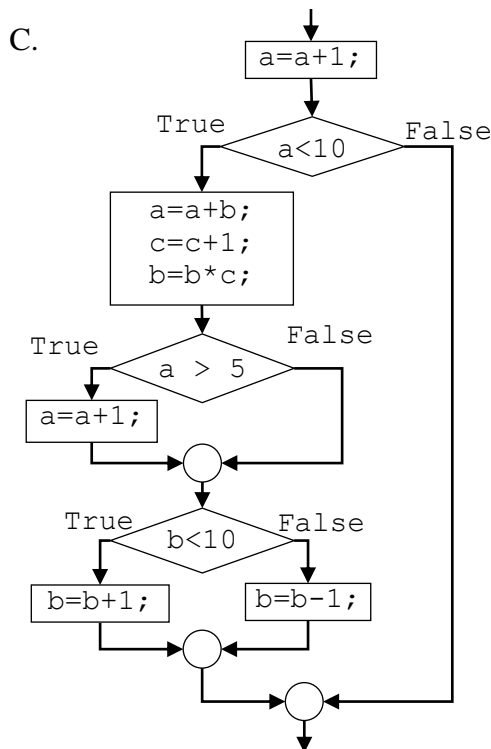 C.
a=a+1;
True
a<10
False
a=a+b;
c=c+1;
b=b*c;
True
a > 5
False
a=a+1;
True
b<10
False
b=b+1;
b=b-1;